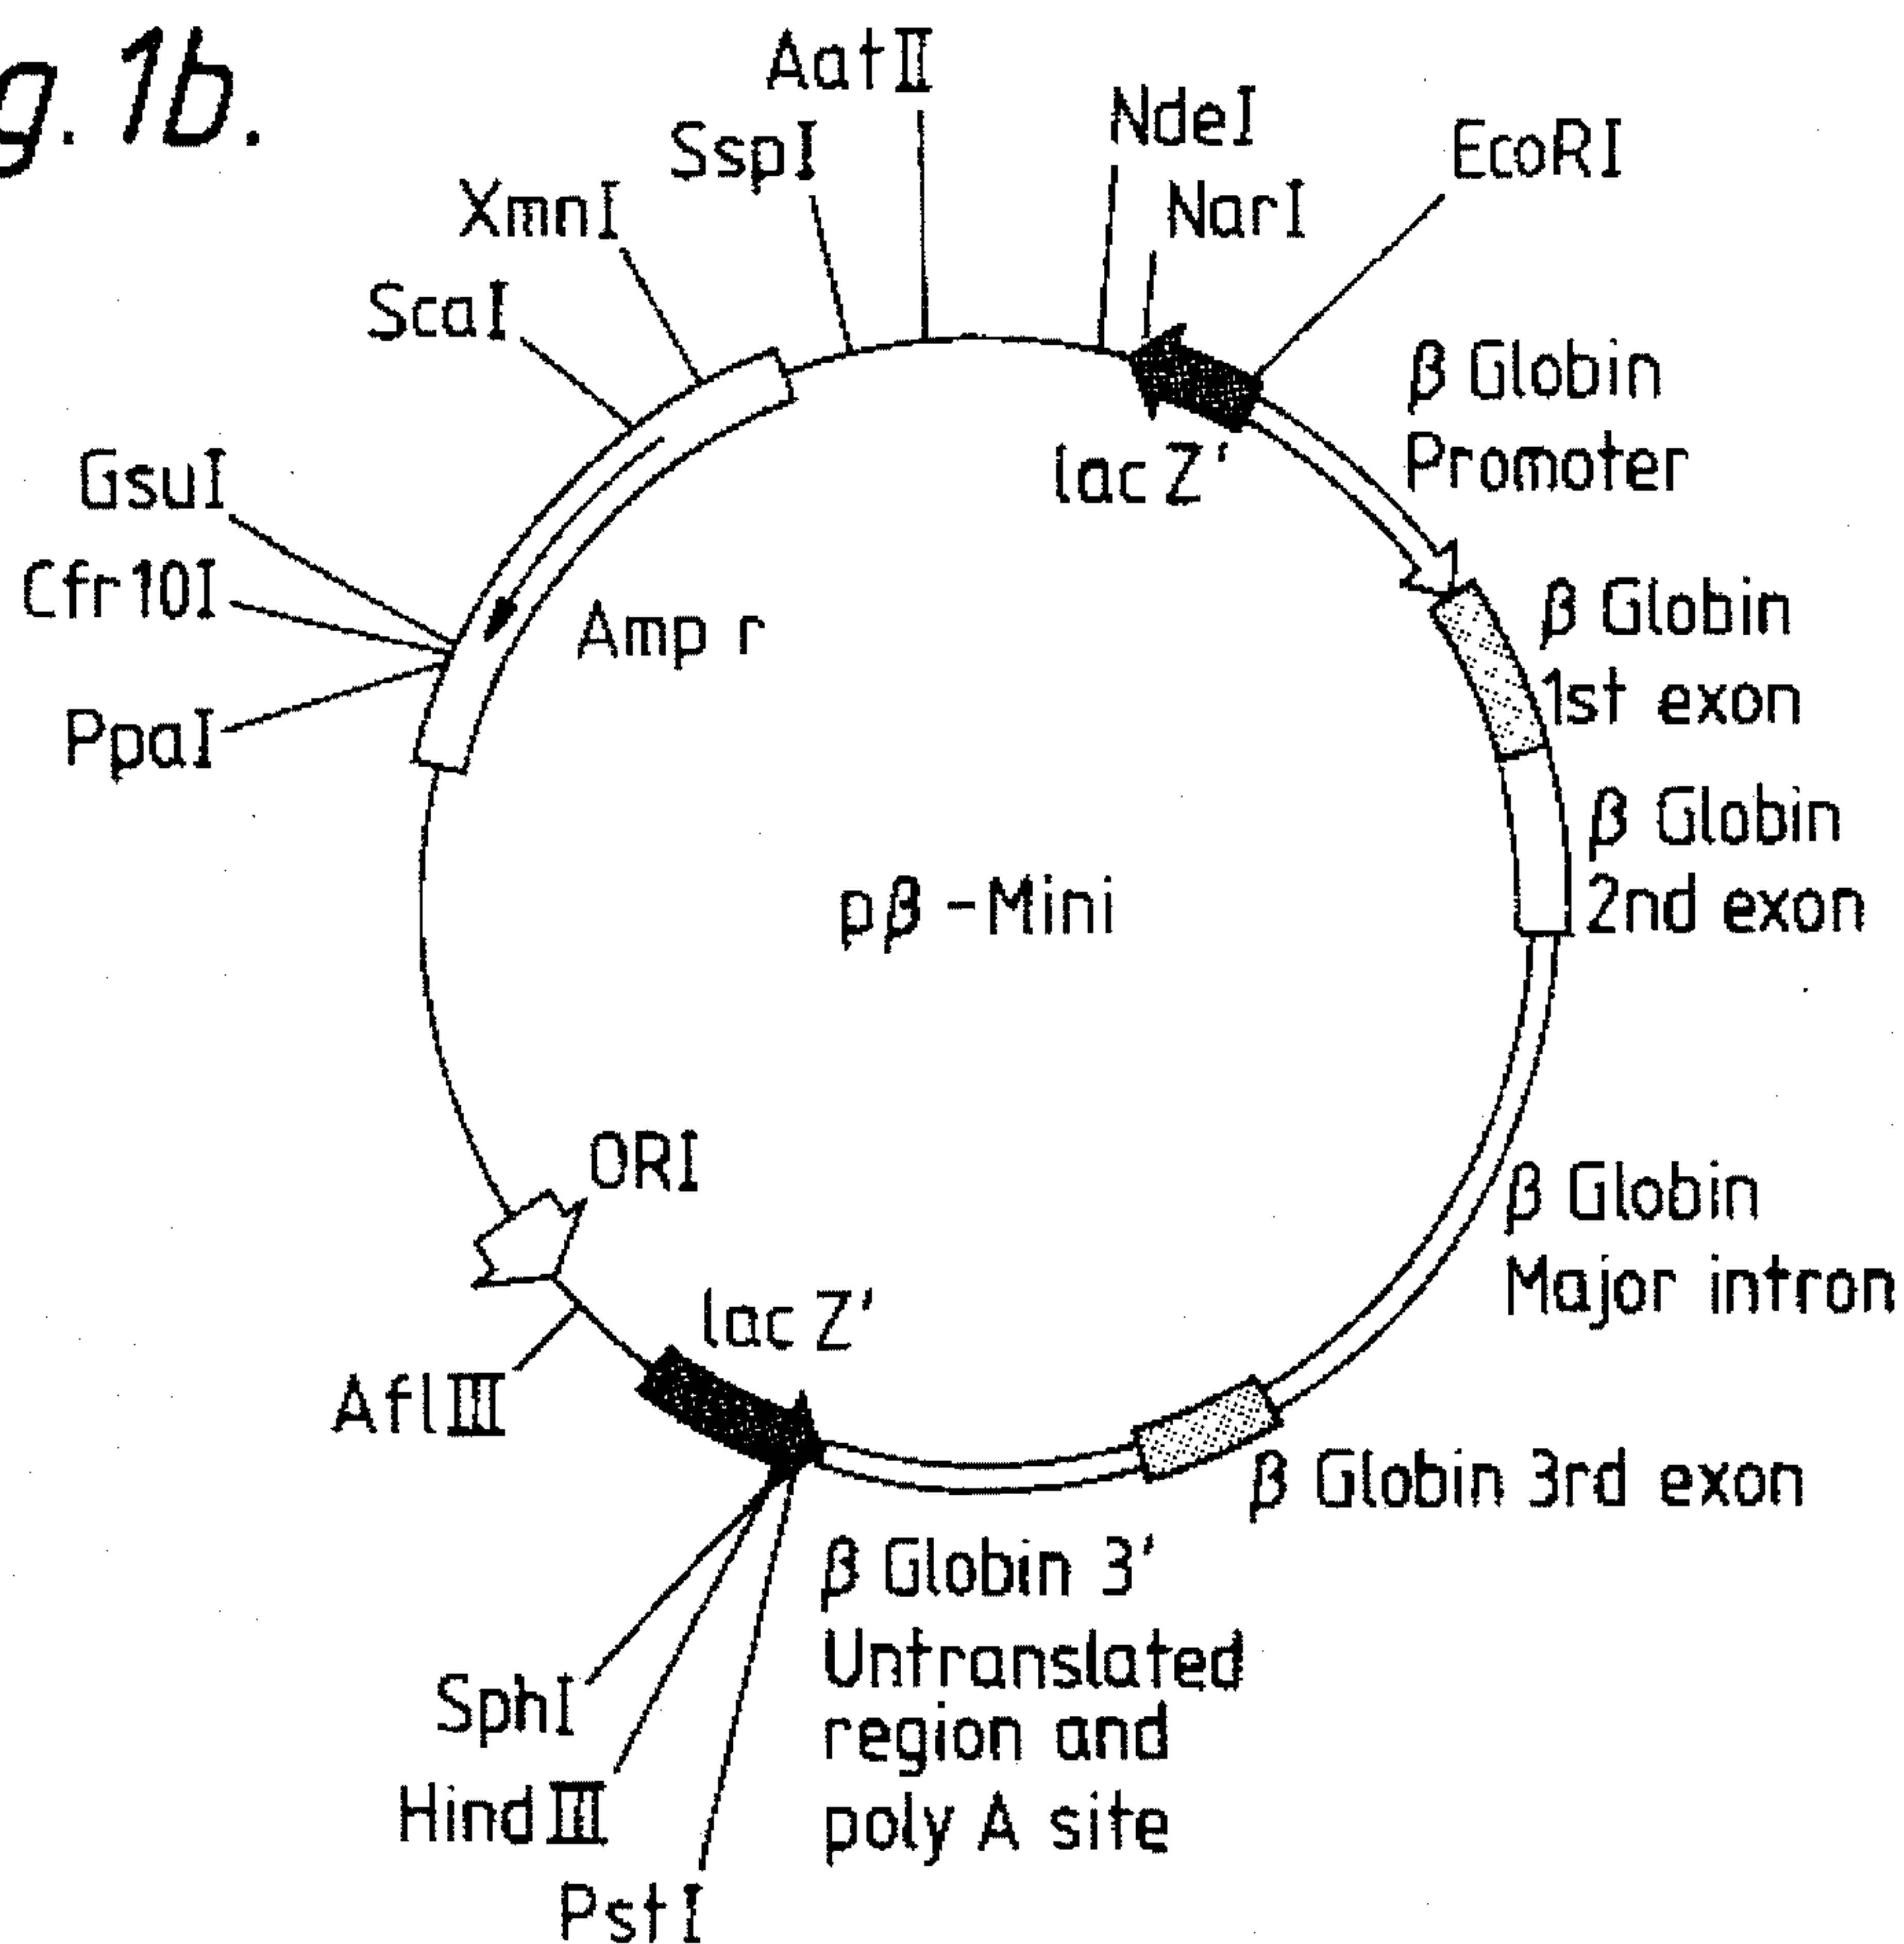 g. 1b.
AatII
NdeI
SspI
EcoRI
XmnI
NarI
ScaI
β Globin
Promoter
lac Z'
GsuI
Cfr10I
Amp r
β Globin
1st exon
PpaI
β Globin
2nd exon
pβ-Mini
ORI
β Globin
Major intron
lac Z'
AflIII
β Globin 3rd exon
β Globin 3'
Untranslated
region and
poly A site
SphI
HindIII
PstI